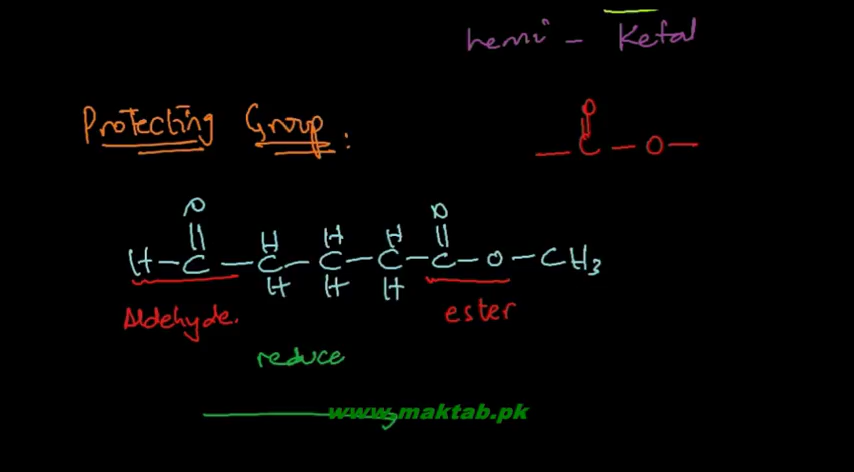 hemi - Ketal
Protecting Group:
O
— C — O —
O H H H O
H — C — C — C — C — C — O — CH3
H H H
Aldehyde. ester
reduce
www.maktab.pk